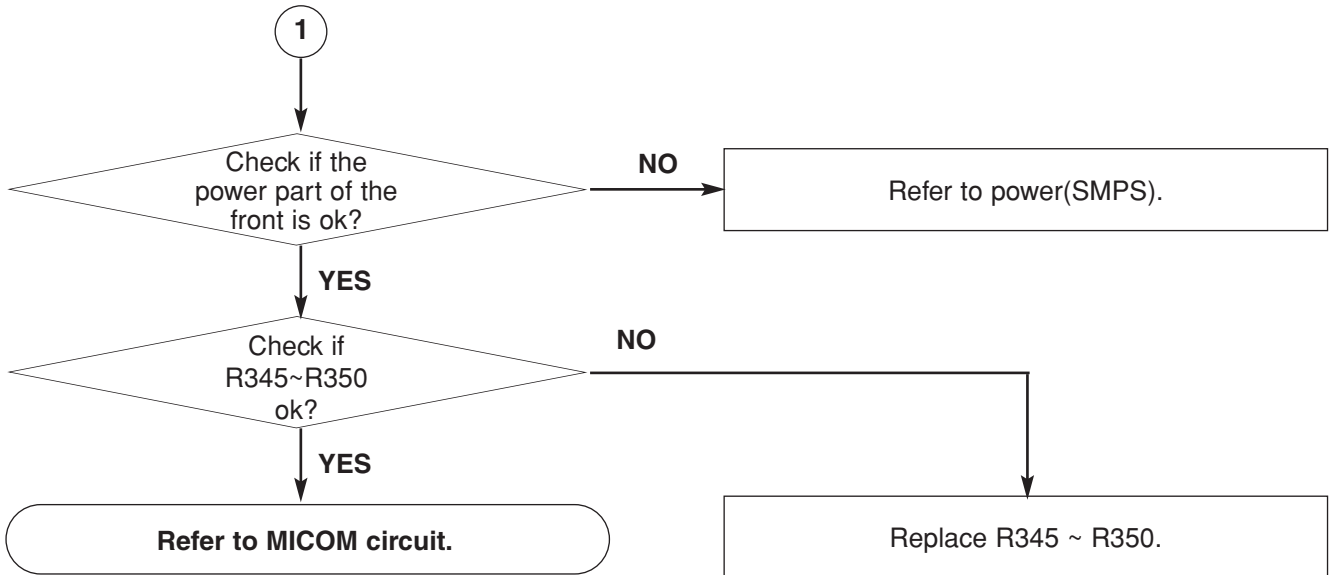 1
Check if the
power part of the
front is ok?
NO
Refer to power(SMPS).
YES
Check if
R345~R350
ok?
NO
YES
Refer to MICOM circuit.
Replace R345 ~ R350.